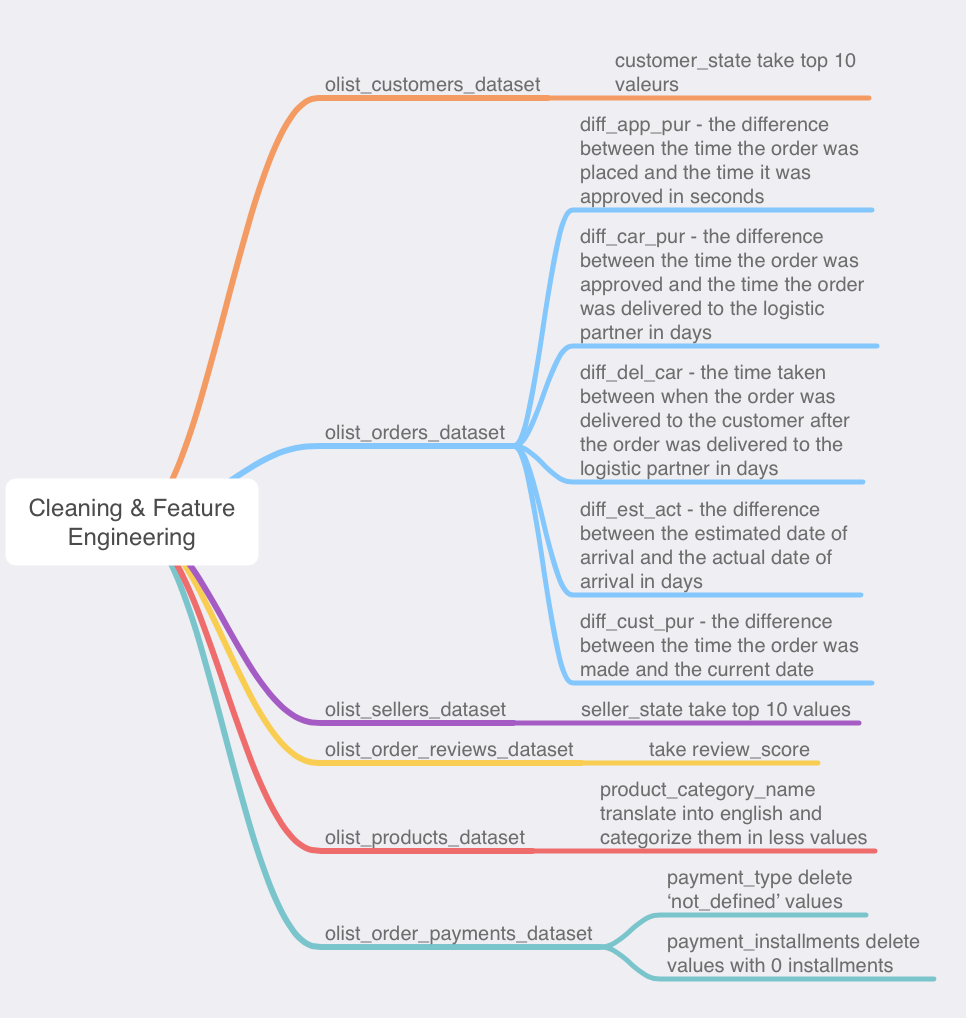 Cleaning & Feature
Engineering
olist_customers_dataset
customer_state take top 10
valeurs
olist_orders_dataset
diff_app_pur - the difference
between the time the order was
placed and the time it was
approved in seconds
diff_car_pur - the difference
between the time the order was
approved and the time the order
was delivered to the logistic
partner in days
diff_del_car - the time taken
between when the order was
delivered to the customer after
the order was delivered to the
logistic partner in days
diff_est_act - the difference
between the estimated date of
arrival and the actual date of
arrival in days
diff_cust_pur - the difference
between the time the order was
made and the current date
olist_sellers_dataset
seller_state take top 10 values
olist_order_reviews_dataset
take review_score
olist_products_dataset
product_category_name
translate into english and
categorize them in less values
olist_order_payments_dataset
payment_type delete
‘not_defined’ values
payment_installments delete
values with 0 installments